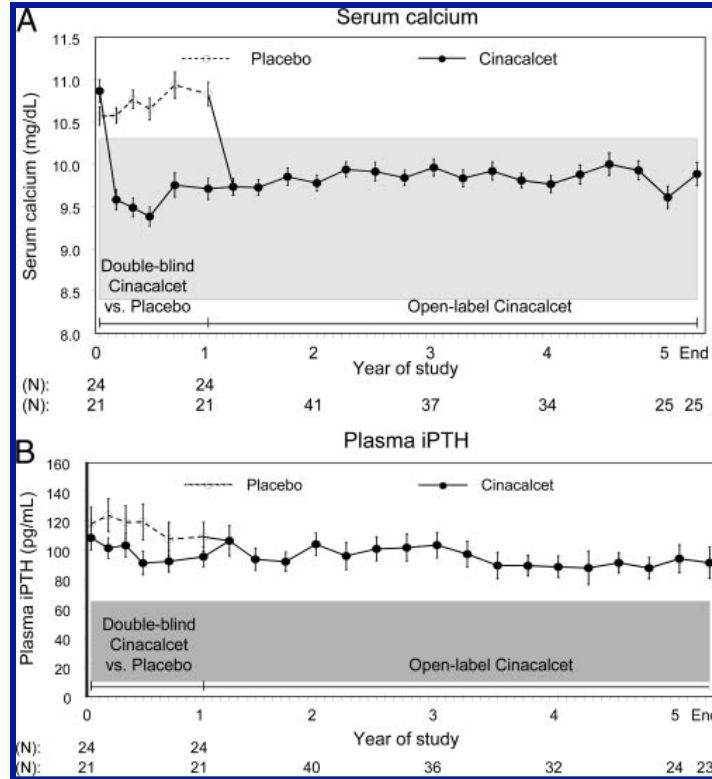 A
Serum calcium
11.5
11.0
10.5
10.0
9.5
9.0
8.5
8.0
Serum calcium (mg/dL)
Placebo
Cinacalcet
Double-blind
Cinacalcet
vs. Placebo
Open-label Cinacalcet
0 1 2 3 4 5 End
Year of study
(N): 24 24
(N): 21 21 41 37 34 25 25
B
Plasma iPTH
160
140
120
100
80
60
40
20
0
Plasma iPTH (pg/mL)
Placebo
Cinacalcet
Double-blind
Cinacalcet
vs. Placebo
Open-label Cinacalcet
0 1 2 3 4 5 End
Year of study
(N): 24 24
(N): 21 21 40 36 32 24 23